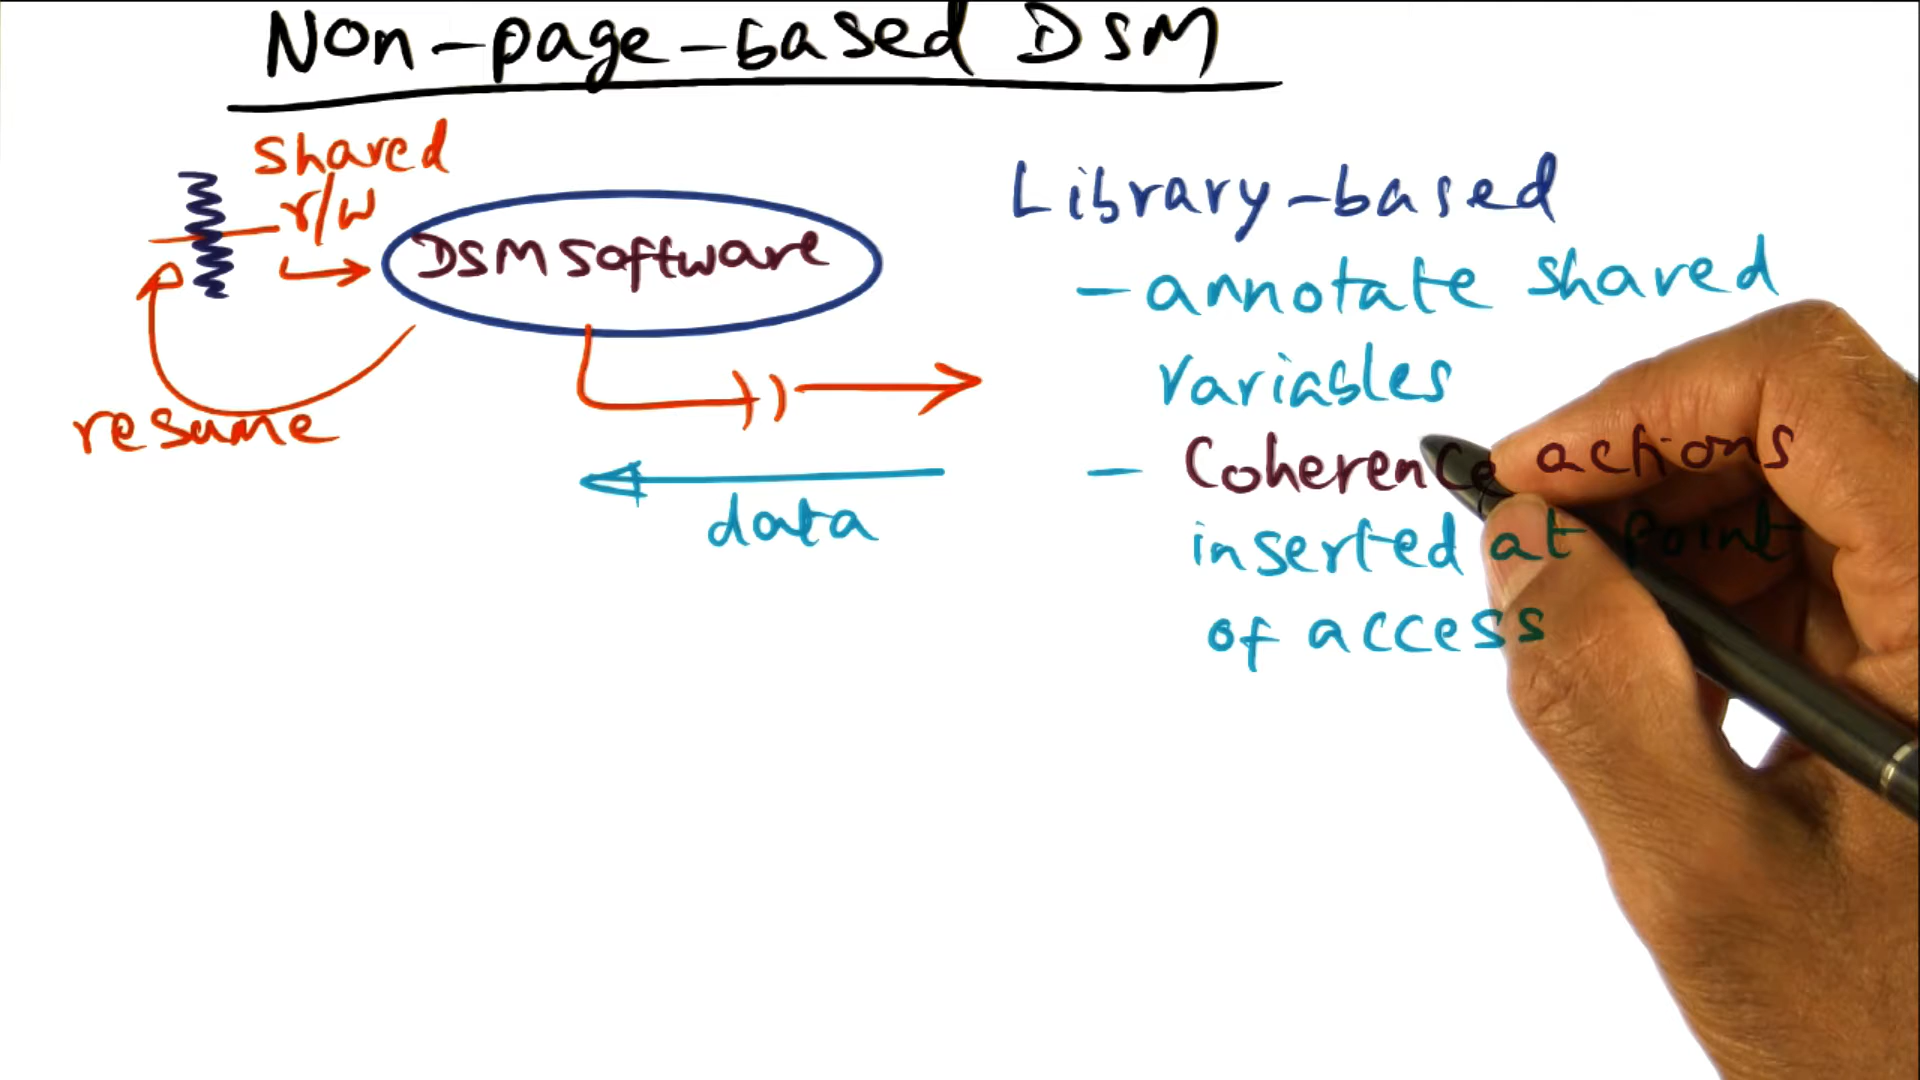 Non-page-based DSM
shared
r/w
DSM software
resume
data
Library-based
- annotate shared
variables
- Coherence actions
inserted at point
of access